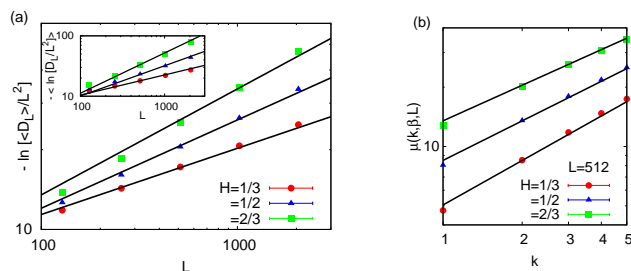 (a)
- ln [<D_L>/L^2]
100
10
- < ln [D_L/L^2] >
100
1000
L
H=1/3
=1/2
=2/3
10
100
1000
L
(b)
μ(k,β,L)
10
L=512
H=1/3
=1/2
=2/3
1
2
3
4
5
k